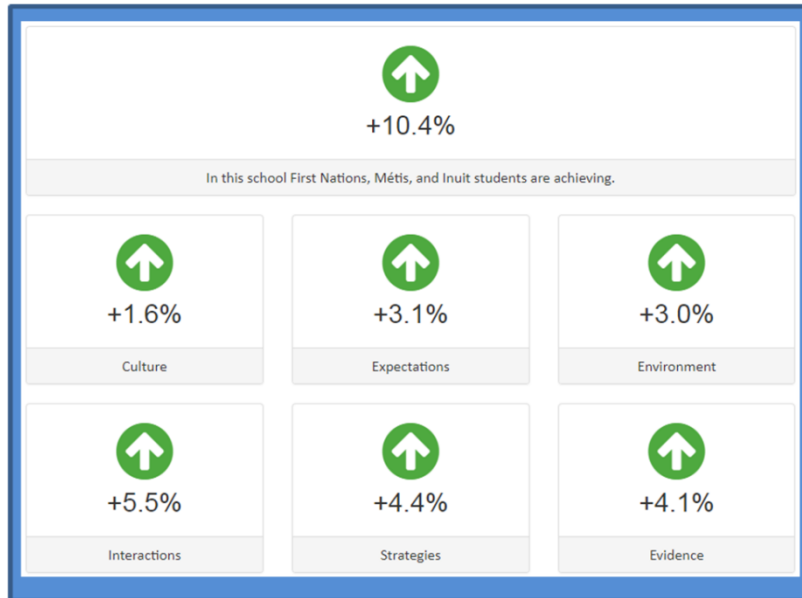 +10.4%
In this school First Nations, Métis, and Inuit students are achieving.
+1.6%
+3.1%
+3.0%
Culture
Expectations
Environment
+5.5%
+4.4%
+4.1%
Interactions
Strategies
Evidence